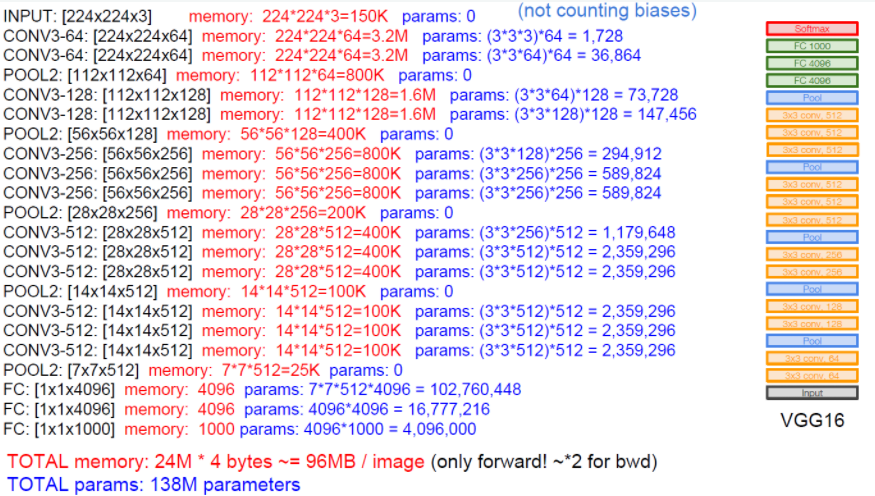 (not counting biases)
INPUT: [224x224x3] memory: 224*224*3=150K params: 0
CONV3-64: [224x224x64] memory: 224*224*64=3.2M params: (3*3*3)*64 = 1,728
CONV3-64: [224x224x64] memory: 224*224*64=3.2M params: (3*3*64)*64 = 36,864
POOL2: [112x112x64] memory: 112*112*64=800K params: 0
CONV3-128: [112x112x128] memory: 112*112*128=1.6M params: (3*3*64)*128 = 73,728
CONV3-128: [112x112x128] memory: 112*112*128=1.6M params: (3*3*128)*128 = 147,456
POOL2: [56x56x128] memory: 56*56*128=400K params: 0
CONV3-256: [56x56x256] memory: 56*56*256=800K params: (3*3*128)*256 = 294,912
CONV3-256: [56x56x256] memory: 56*56*256=800K params: (3*3*256)*256 = 589,824
CONV3-256: [56x56x256] memory: 56*56*256=800K params: (3*3*256)*256 = 589,824
POOL2: [28x28x256] memory: 28*28*256=200K params: 0
CONV3-512: [28x28x512] memory: 28*28*512=400K params: (3*3*256)*512 = 1,179,648
CONV3-512: [28x28x512] memory: 28*28*512=400K params: (3*3*512)*512 = 2,359,296
CONV3-512: [28x28x512] memory: 28*28*512=400K params: (3*3*512)*512 = 2,359,296
POOL2: [14x14x512] memory: 14*14*512=100K params: 0
CONV3-512: [14x14x512] memory: 14*14*512=100K params: (3*3*512)*512 = 2,359,296
CONV3-512: [14x14x512] memory: 14*14*512=100K params: (3*3*512)*512 = 2,359,296
CONV3-512: [14x14x512] memory: 14*14*512=100K params: (3*3*512)*512 = 2,359,296
POOL2: [7x7x512] memory: 7*7*512=25K params: 0
FC: [1x1x4096] memory: 4096 params: 7*7*512*4096 = 102,760,448
FC: [1x1x4096] memory: 4096 params: 4096*4096 = 16,777,216
FC: [1x1x1000] memory: 1000 params: 4096*1000 = 4,096,000
TOTAL memory: 24M * 4 bytes ~= 96MB / image (only forward! ~*2 for bwd)
TOTAL params: 138M parameters
Softmax
FC 1000
FC 4096
FC 4096
Pool
3x3 conv, 512
3x3 conv, 512
3x3 conv, 512
Pool
3x3 conv, 512
3x3 conv, 512
3x3 conv, 512
Pool
3x3 conv, 256
3x3 conv, 256
Pool
3x3 conv, 128
3x3 conv, 128
Pool
3x3 conv, 64
3x3 conv, 64
Input
VGG16